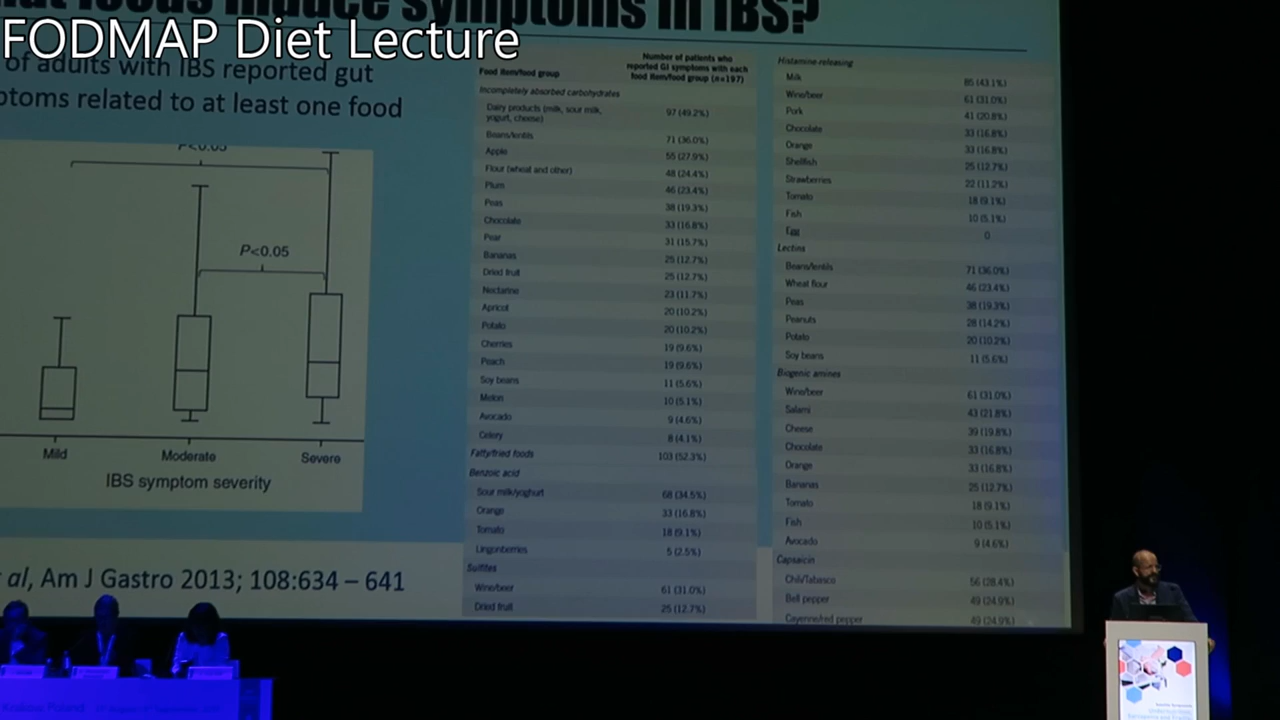 what foods induce symptoms in IBS?
FODMAP Diet Lecture
of adults with IBS reported gut
ptoms related to at least one food
P<0.05
P<0.05
Mild Moderate Severe
IBS symptom severity
al, Am J Gastro 2013; 108:634 – 641
Food item/food group
Number of patients who
reported GI symptoms with each
food item/food group (n=197)
Incompletely absorbed carbohydrates
Dairy products (milk, sour milk, yogurt, cheese) 97 (49.2%)
Beans/lentils 71 (36.0%)
Apple 55 (27.9%)
Flour (wheat and other) 48 (24.4%)
Plum 46 (23.4%)
Peas 38 (19.3%)
Chocolate 33 (16.8%)
Pear 31 (15.7%)
Bananas 25 (12.7%)
Dried fruit 25 (12.7%)
Nectarine 23 (11.7%)
Apricot 20 (10.2%)
Potato 20 (10.2%)
Cherries 19 (9.6%)
Peach 19 (9.6%)
Soy beans 11 (5.6%)
Melon 10 (5.1%)
Avocado 9 (4.6%)
Celery 8 (4.1%)
Fatty/fried foods 103 (52.3%)
Benzoic acid
Sour milk/yoghurt 68 (34.5%)
Orange 33 (16.8%)
Tomato 18 (9.1%)
Lingonberries 5 (2.5%)
Sulfites
Wine/beer 61 (31.0%)
Dried fruit 25 (12.7%)
Histamine-releasing
Milk 85 (43.1%)
Wine/beer 61 (31.0%)
Pork 41 (20.8%)
Chocolate 33 (16.8%)
Orange 33 (16.8%)
Shellfish 25 (12.7%)
Strawberries 22 (11.2%)
Tomato 18 (9.1%)
Fish 10 (5.1%)
Egg 0
Lectins
Beans/lentils 71 (36.0%)
Wheat flour 46 (23.4%)
Peas 38 (19.3%)
Peanuts 28 (14.2%)
Potato 20 (10.2%)
Soy beans 11 (5.6%)
Biogenic amines
Wine/beer 61 (31.0%)
Salami 43 (21.8%)
Cheese 39 (19.8%)
Chocolate 33 (16.8%)
Orange 33 (16.8%)
Bananas 25 (12.7%)
Tomato 18 (9.1%)
Fish 10 (5.1%)
Avocado 9 (4.6%)
Capsaicin
Chili/Tabasco 56 (28.4%)
Bell pepper 49 (24.9%)
Cayenne/red pepper 49 (24.9%)
Krakow Poland